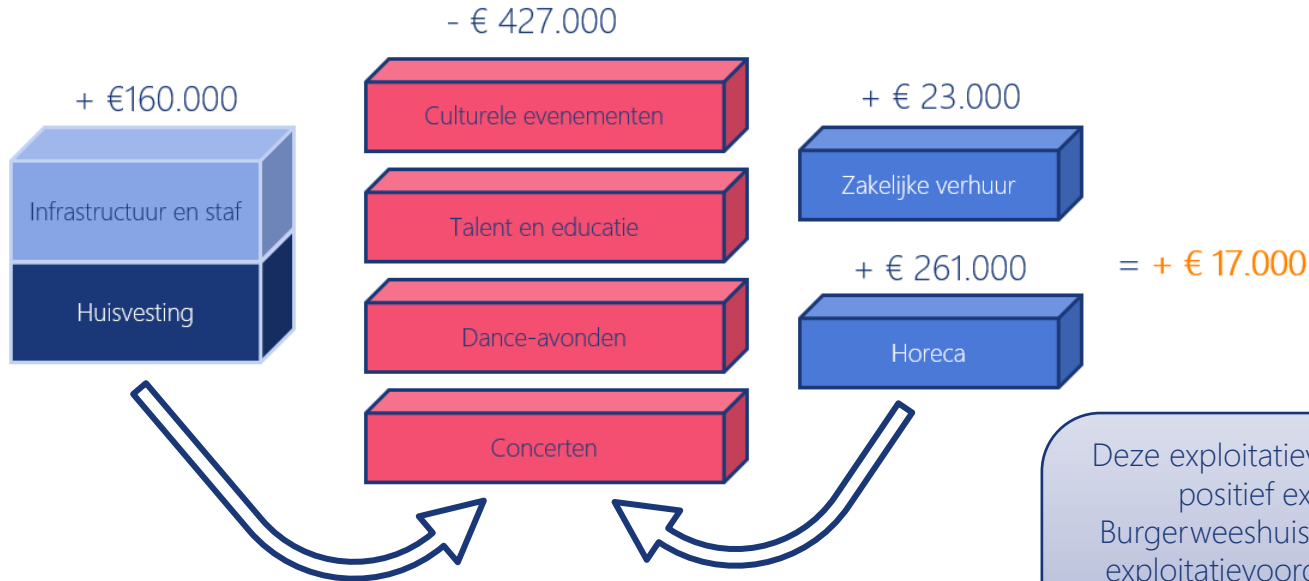 - € 427.000
+ €160.000
Infrastructuur en staf
Huisvesting
Culturele evenementen
Talent en educatie
Dance-avonden
Concerten
+ € 23.000
Zakelijke verhuur
+ € 261.000
Horeca
= + € 17.000
Deze exploitatiev
positief ex
Burgerweeshuis
exploitatievoord